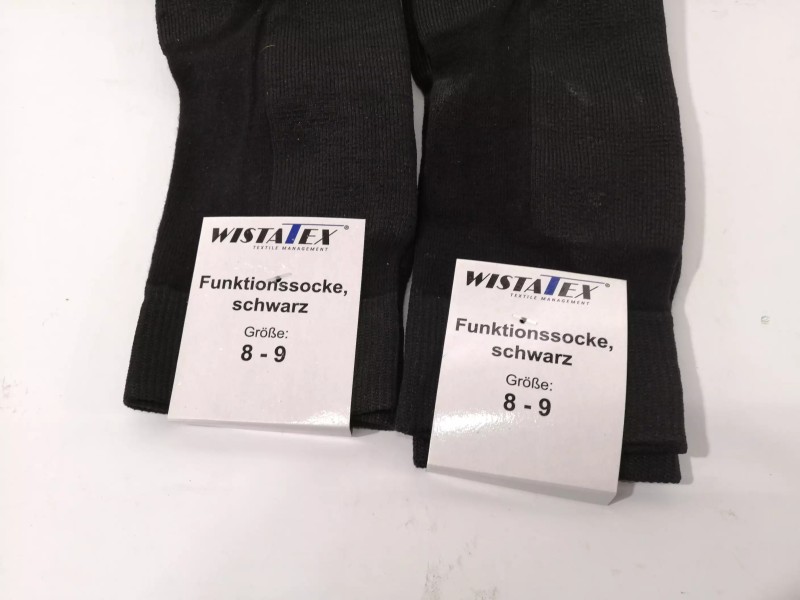 WISTATEX®
TEXTILE MANAGEMENT
Funktionssocke,
schwarz
Größe:
8 - 9
WISTATEX®
TEXTILE MANAGEMENT
Funktionssocke,
schwarz
Größe:
8 - 9